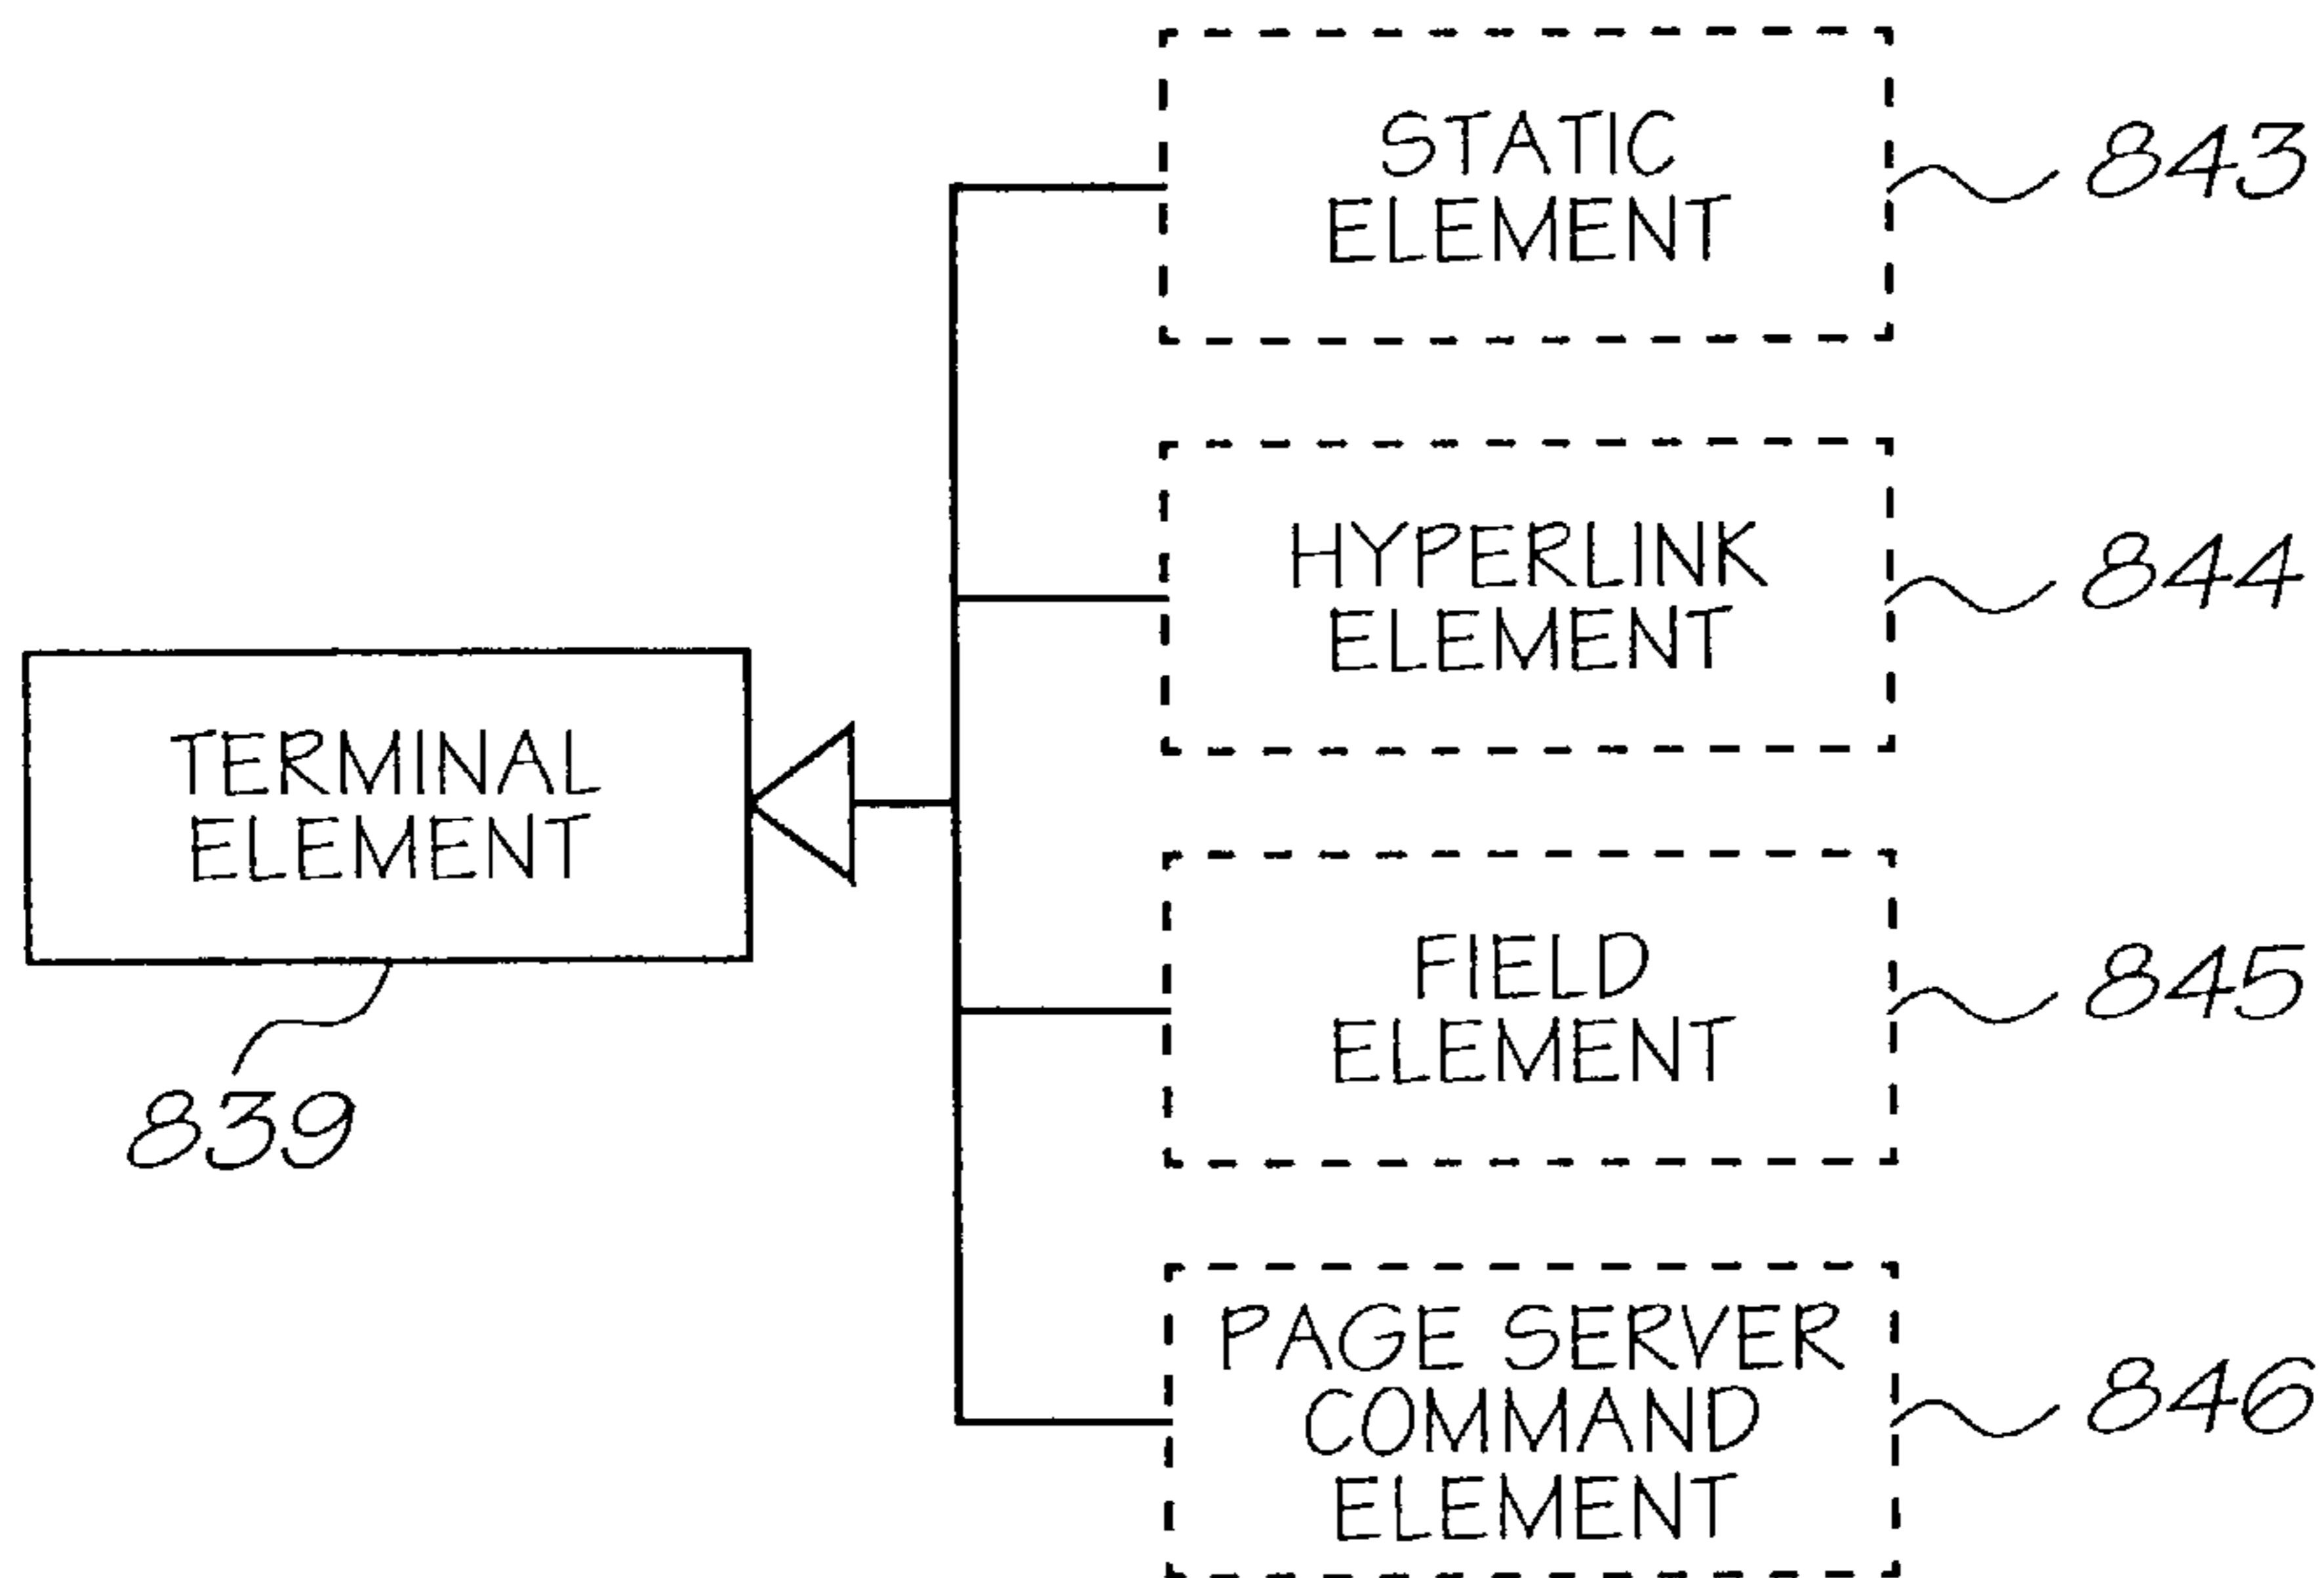 STATIC
ELEMENT
843
HYPERLINK
ELEMENT
844
TERMINAL
ELEMENT
839
FIELD
ELEMENT
845
PAGE SERVER
COMMAND
ELEMENT
846